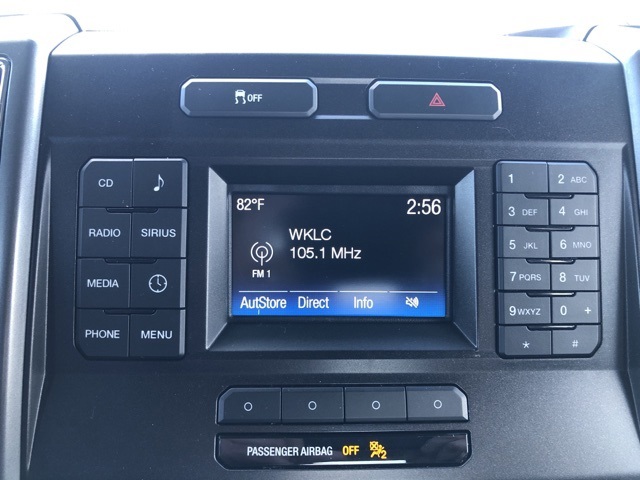 OFF
CD
RADIO SIRIUS
MEDIA
PHONE MENU
82°F 2:56
WKLC
105.1 MHz
FM 1
AutStore Direct Info
1 2 ABC
3 DEF 4 GHI
5 JKL 6 MNO
7 PQRS 8 TUV
9 WXYZ 0 +
* #
PASSENGER AIRBAG OFF 2